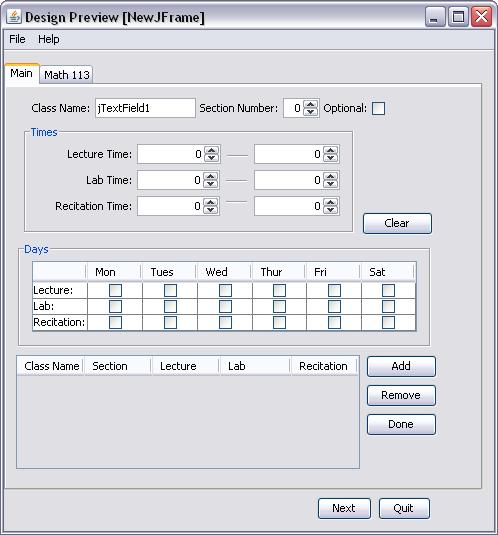 Design Preview [NewJFrame]
File Help
Main Math 113
Class Name: jTextField1 Section Number: 0 Optional:
Times
Lecture Time: 0 0
Lab Time: 0 0
Recitation Time: 0 0
Clear
Days
Mon Tues Wed Thur Fri Sat
Lecture:
Lab:
Recitation:
Class Name Section Lecture Lab Recitation
Add
Remove
Done
Next Quit